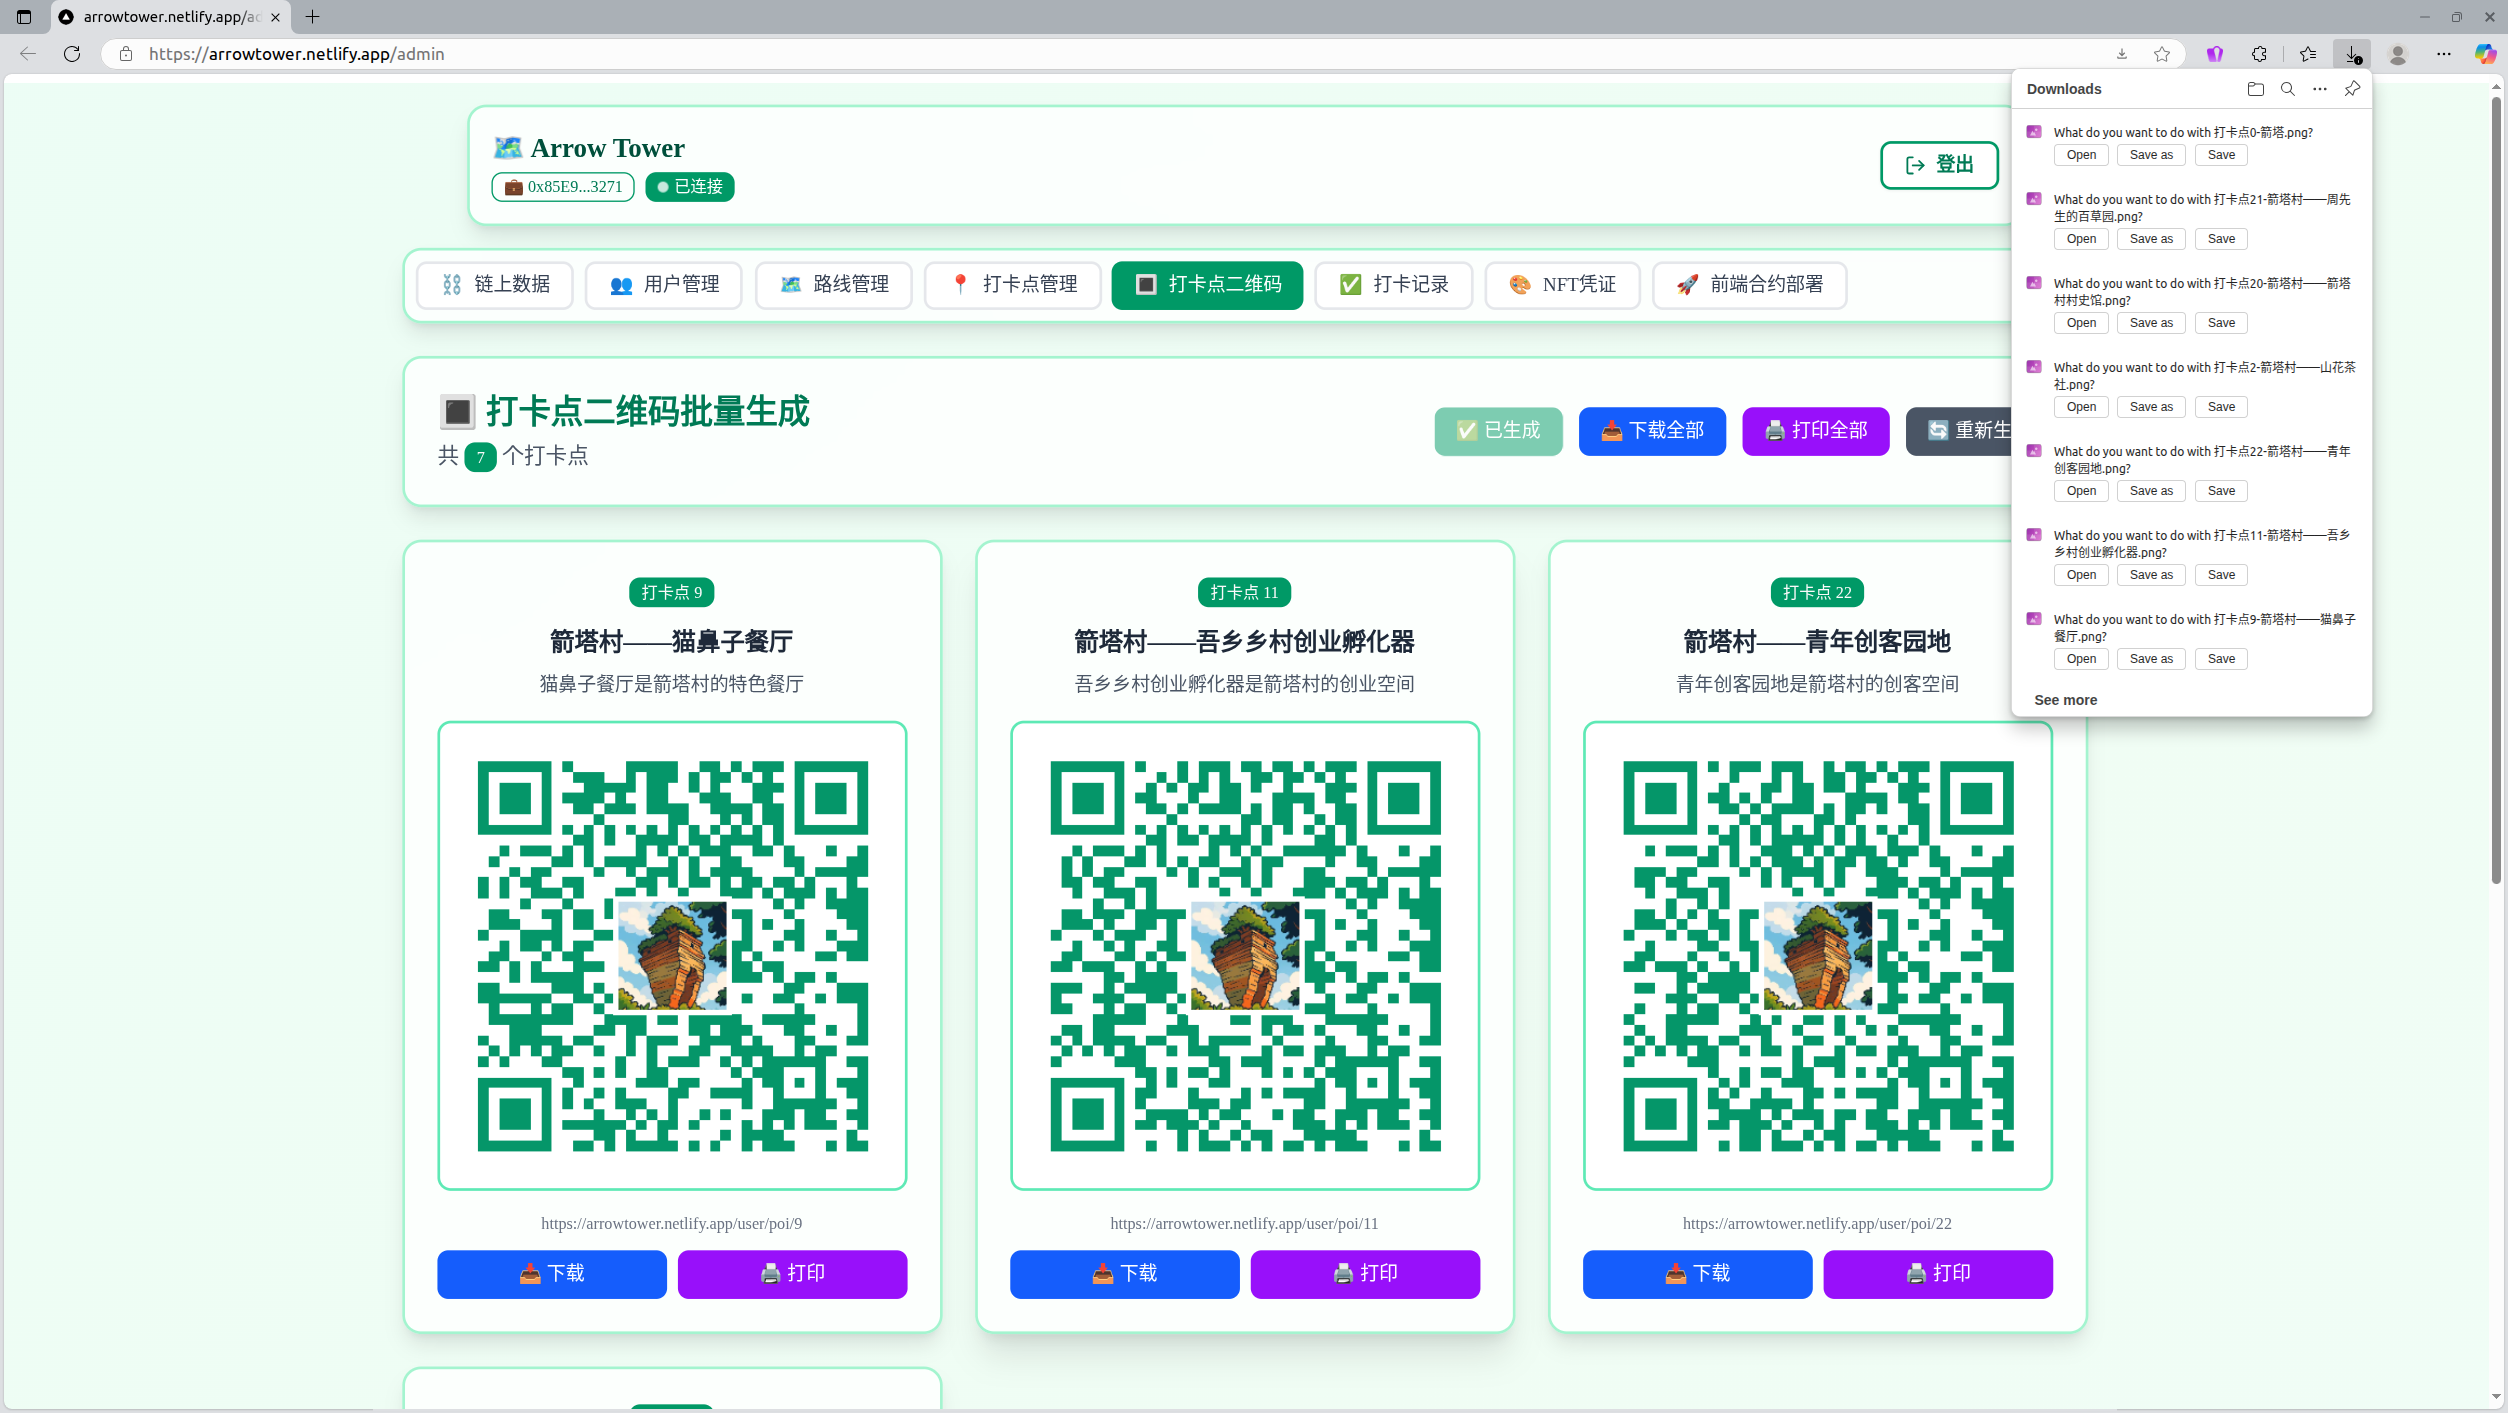 arrowtower.netlify.app/ad
https://arrowtower.netlify.app/admin
Arrow Tower
0x85E9...3271
已连接
登出
链上数据
用户管理
路线管理
打卡点管理
打卡点二维码
打卡记录
NFT凭证
前端合约部署
打卡点二维码批量生成
共 7 个打卡点
已生成
下载全部
打印全部
重新生
打卡点 9
箭塔村——猫鼻子餐厅
猫鼻子餐厅是箭塔村的特色餐厅
https://arrowtower.netlify.app/user/poi/9
下载
打印
打卡点 11
箭塔村——吾乡乡村创业孵化器
吾乡乡村创业孵化器是箭塔村的创业空间
https://arrowtower.netlify.app/user/poi/11
下载
打印
打卡点 22
箭塔村——青年创客园地
青年创客园地是箭塔村的创客空间
https://arrowtower.netlify.app/user/poi/22
下载
打印
Downloads
What do you want to do with 打卡点0-箭塔.png?
Open Save as Save
What do you want to do with 打卡点21-箭塔村——周先
生的百草园.png?
Open Save as Save
What do you want to do with 打卡点20-箭塔村——箭塔
村村史馆.png?
Open Save as Save
What do you want to do with 打卡点2-箭塔村——山花茶
社.png?
Open Save as Save
What do you want to do with 打卡点22-箭塔村——青年
创客园地.png?
Open Save as Save
What do you want to do with 打卡点11-箭塔村——吾乡
乡村创业孵化器.png?
Open Save as Save
What do you want to do with 打卡点9-箭塔村——猫鼻子
餐厅.png?
Open Save as Save
See more